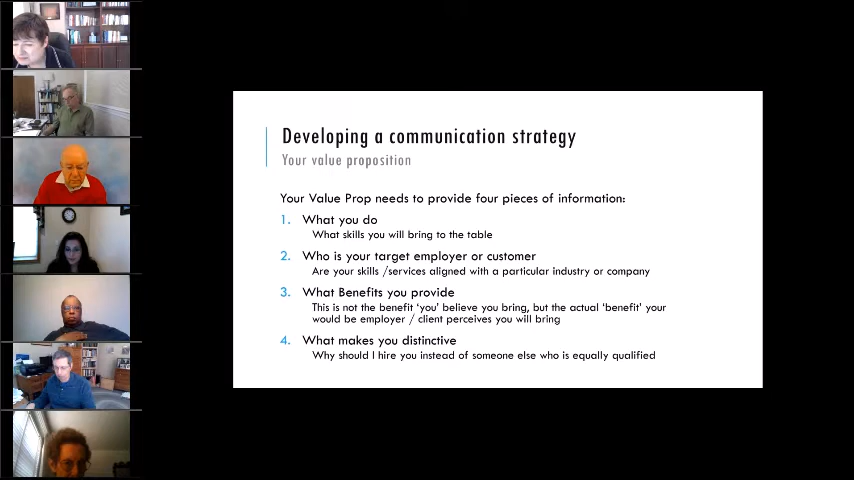 Developing a communication strategy
Your value proposition
Your Value Prop needs to provide four pieces of information:
1. What you do
What skills you will bring to the table
2. Who is your target employer or customer
Are your skills /services aligned with a particular industry or company
3. What Benefits you provide
This is not the benefit 'you' believe you bring, but the actual 'benefit' your
would be employer / client perceives you will bring
4. What makes you distinctive
Why should I hire you instead of someone else who is equally qualified